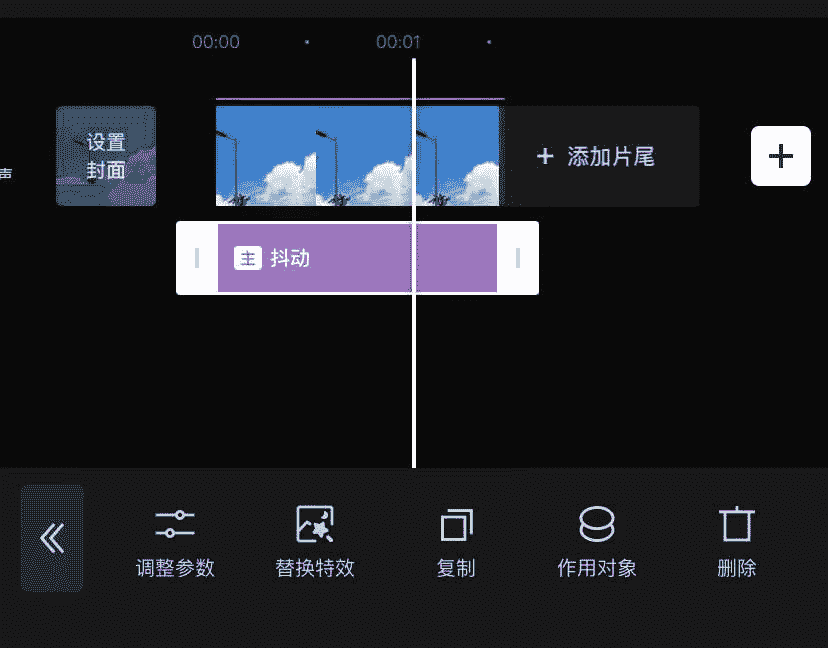 00:00
00:01
设置
封面
声
+ 添加片尾
主 抖动
调整参数
替换特效
复制
作用对象
删除